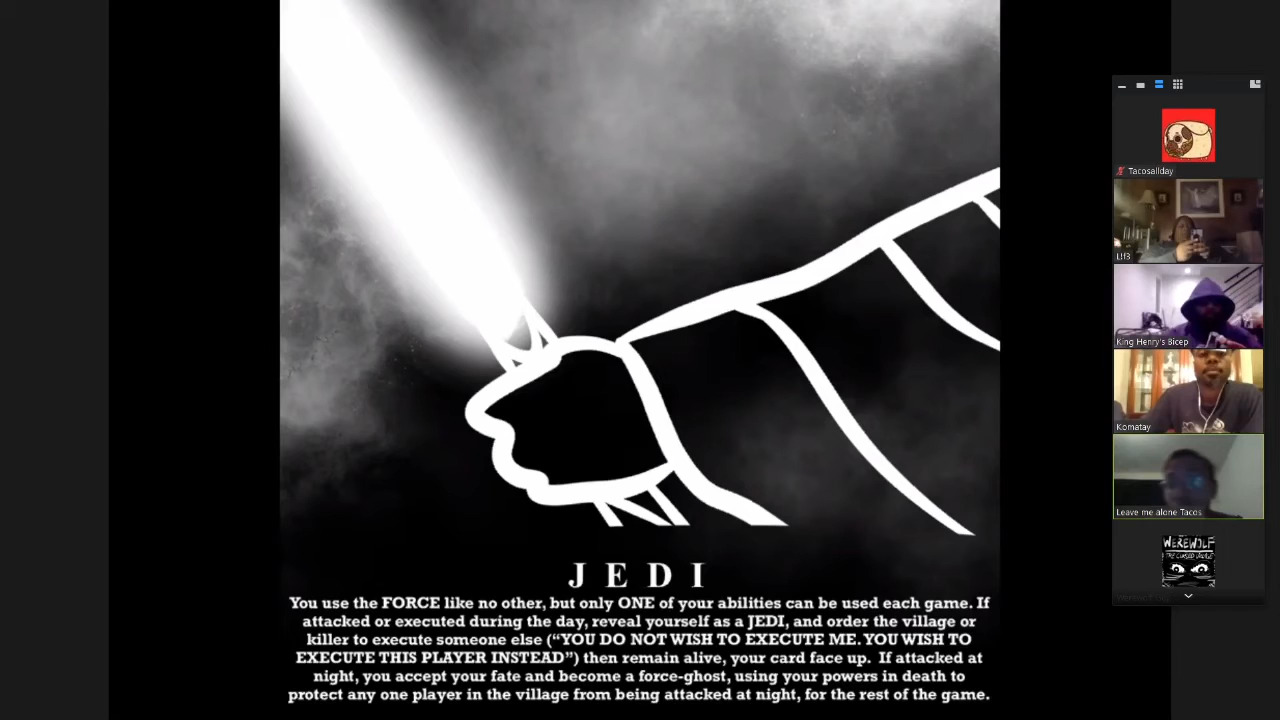 JEDI
You use the FORCE like no other, but only ONE of your abilities can be used each game. If
attacked or executed during the day, reveal yourself as a JEDI, and order the village or
killer to execute someone else (“YOU DO NOT WISH TO EXECUTE ME. YOU WISH TO
EXECUTE THIS PLAYER INSTEAD”) then remain alive, your card face up. If attacked at
night, you accept your fate and become a force-ghost, using your powers in death to
protect any one player in the village from being attacked at night, for the rest of the game.
Tacosallday
L!f3
King Henry's Bicep
Komatay
Leave me alone Tacos
WEREWOLF
THE CURSED VILLAGE